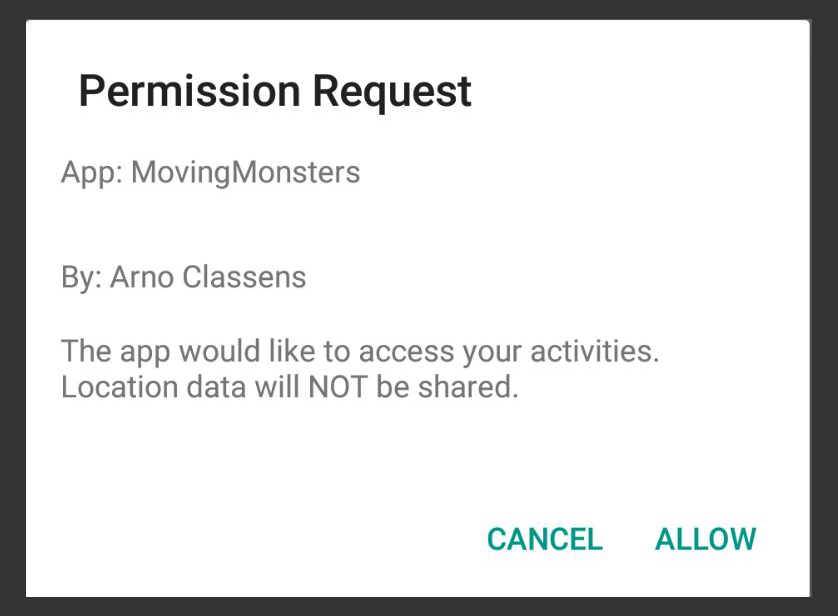 Permission Request
App: MovingMonsters
By: Arno Classens
The app would like to access your activities.
Location data will NOT be shared.
CANCEL ALLOW